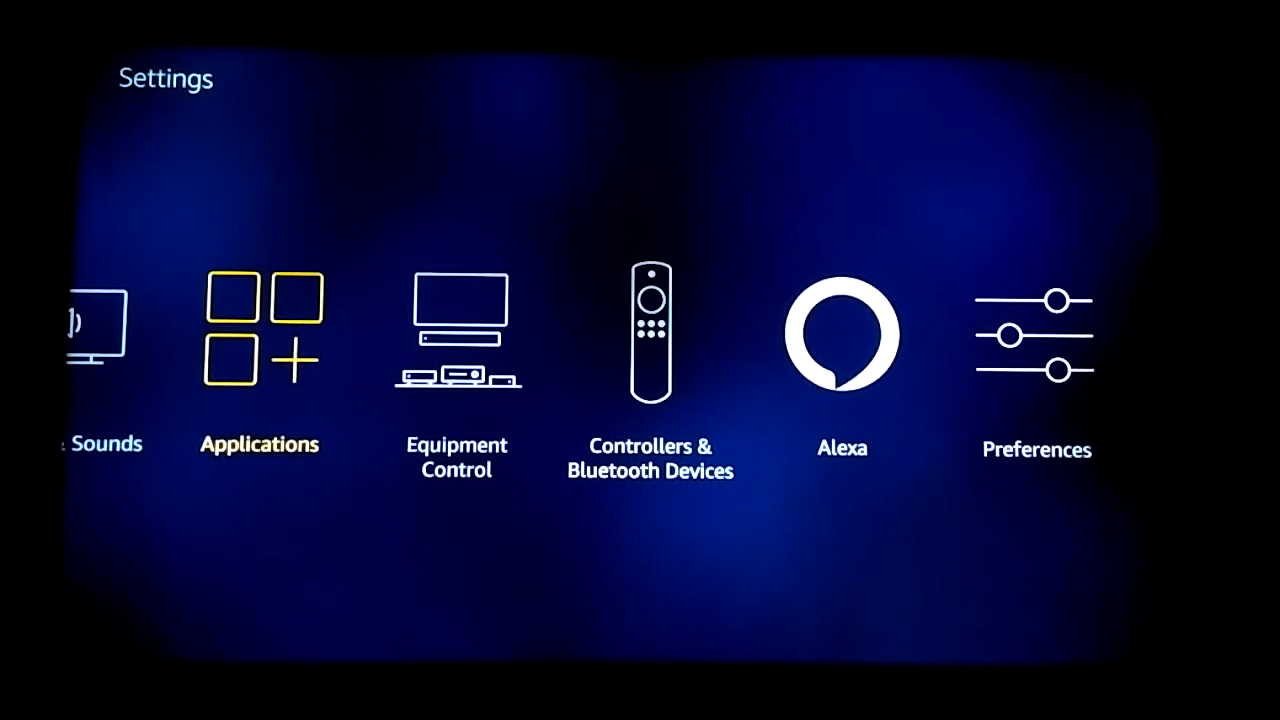 Settings
Sounds
Applications
Equipment
Control
Controllers &
Bluetooth Devices
Alexa
Preferences